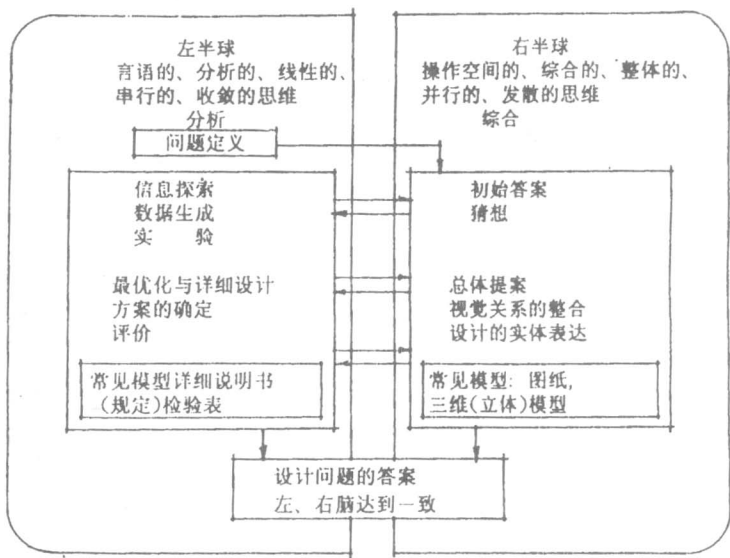 左半球
言语的、分析的、线性的、
串行的、收敛的思维
分析
问题定义
信息探索
数据生成
实 验
最优化与详细设计
方案的确定
评价
常见模型详细说明书
(规定)检验表
右半球
操作空间的、综合的、整体的、
并行的、发散的思维
综合
初始答案
猜想
总体提案
视觉关系的整合
设计的实体表达
常见模型: 图纸,
三维(立体)模型
设计问题的答案
左、右脑达到一致